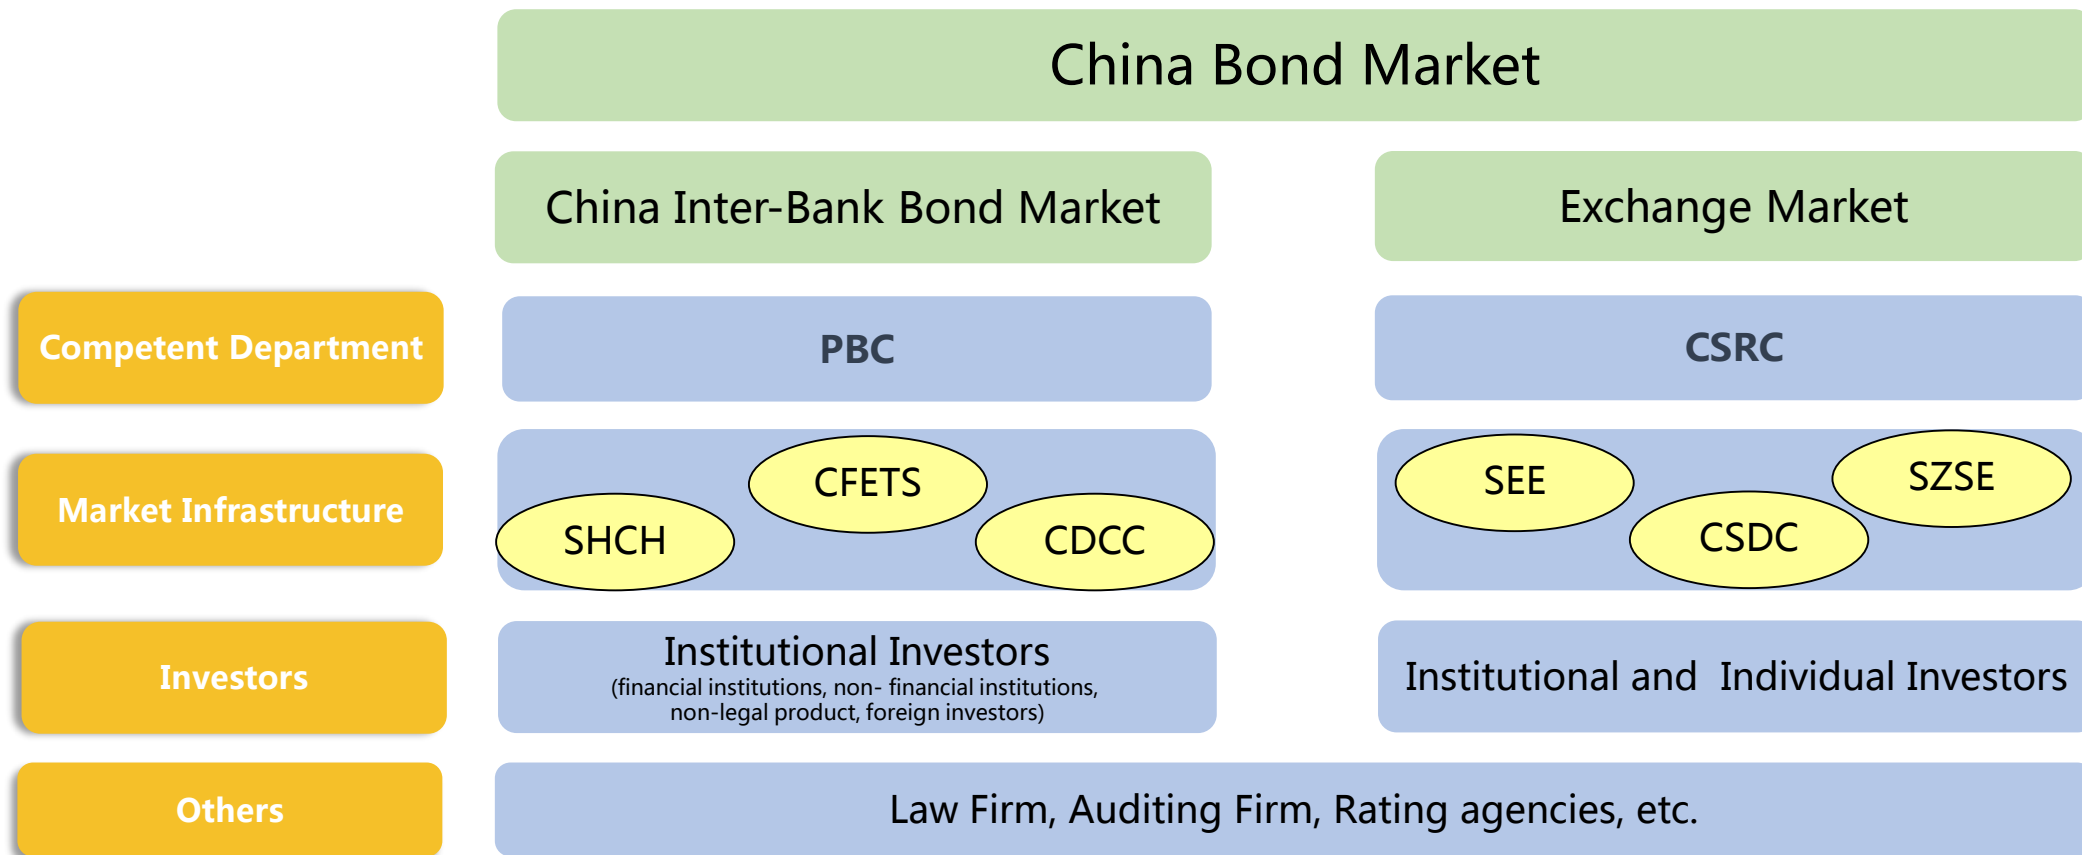 China Bond Market
China Inter-Bank Bond Market
Exchange Market
Competent Department
PBC
CSRC
Market Infrastructure
SHCH
CFETS
CDCC
SEE
CSDC
SZSE
Investors
Institutional Investors
(financial institutions, non- financial institutions,
non-legal product, foreign investors)
Institutional and  Individual Investors
Others
Law Firm, Auditing Firm, Rating agencies, etc.